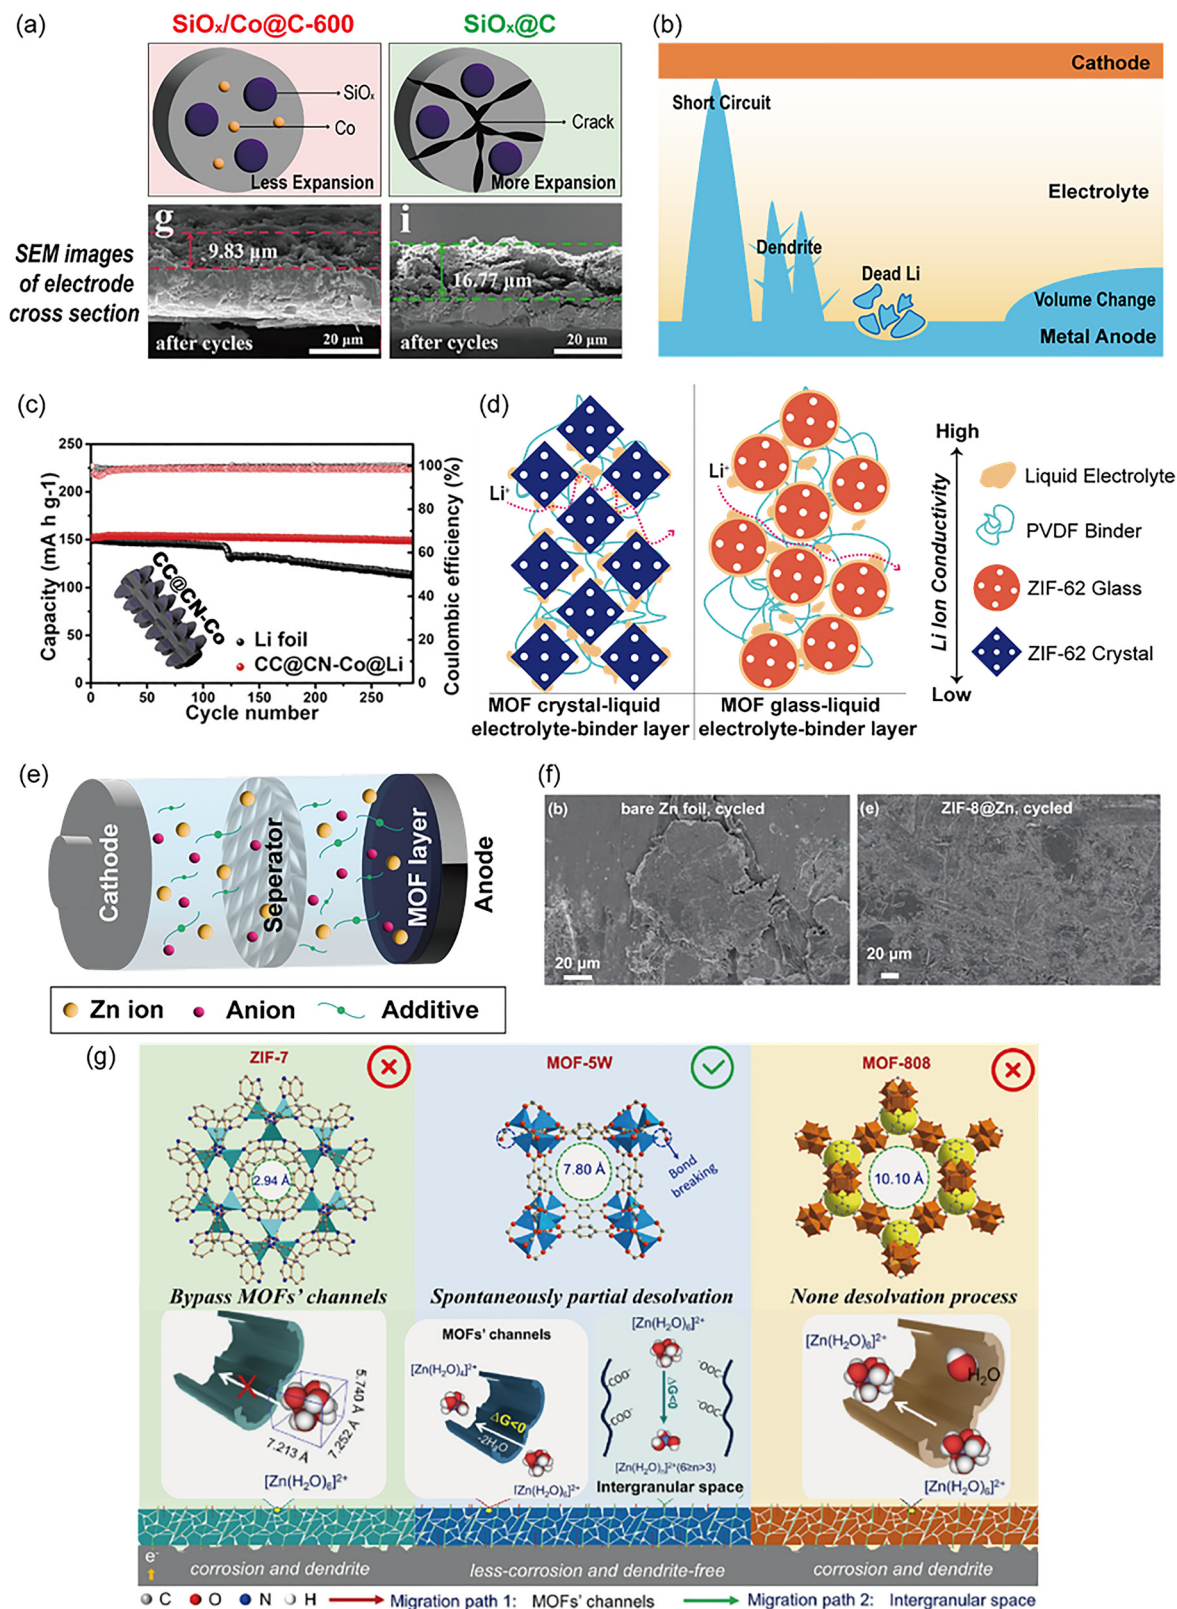 (a)
SiOₓ/Co@C-600
SiOₓ@C
SiOₓ
Co
Less Expansion
Crack
More Expansion
SEM images
of electrode
cross section
g
9.83 µm
after cycles
20 µm
i
16.77 µm
after cycles
20 µm
(b)
Cathode
Short Circuit
Electrolyte
Dendrite
Dead Li
Volume Change
Metal Anode
(c)
Capacity (mA h g-1)
250
200
150
100
50
0
0
50
100
150
200
250
Cycle number
Coulombic efficiency (%)
100
80
60
40
20
0
CC@CN-Co
Li foil
CC@CN-Co@Li
(d)
Li⁺
MOF crystal-liquid
electrolyte-binder layer
Li⁺
MOF glass-liquid
electrolyte-binder layer
High
Li Ion Conductivity
Low
Liquid Electrolyte
PVDF Binder
ZIF-62 Glass
ZIF-62 Crystal
(e)
Cathode
Seperator
MOF layer
Anode
Zn ion
Anion
Additive
(f)
(b)
bare Zn foil, cycled
20 µm
(e)
ZIF-8@Zn, cycled
20 µm
(g)
ZIF-7
2.94 Å
Bypass MOFs' channels
5.740 Å
7.252 Å
7.213 Å
[Zn(H₂O)₆]²⁺
MOF-5W
7.80 Å
Bond
breaking
Spontaneously partial desolvation
MOFs' channels
[Zn(H₂O)₄]²⁺
ΔG<0
-2H₂O
[Zn(H₂O)₆]²⁺
[Zn(H₂O)₆]²⁺
COO⁻
COO⁻
ΔG<0
⁻OOC
⁻OOC
[Zn(H₂O)ₙ]²⁺(6≥n>3)
Intergranular space
MOF-808
10.10 Å
None desolvation process
[Zn(H₂O)₆]²⁺
H₂O
[Zn(H₂O)₆]²⁺
e⁻
corrosion and dendrite
less-corrosion and dendrite-free
corrosion and dendrite
C O N H
Migration path 1: MOFs' channels
Migration path 2: Intergranular space